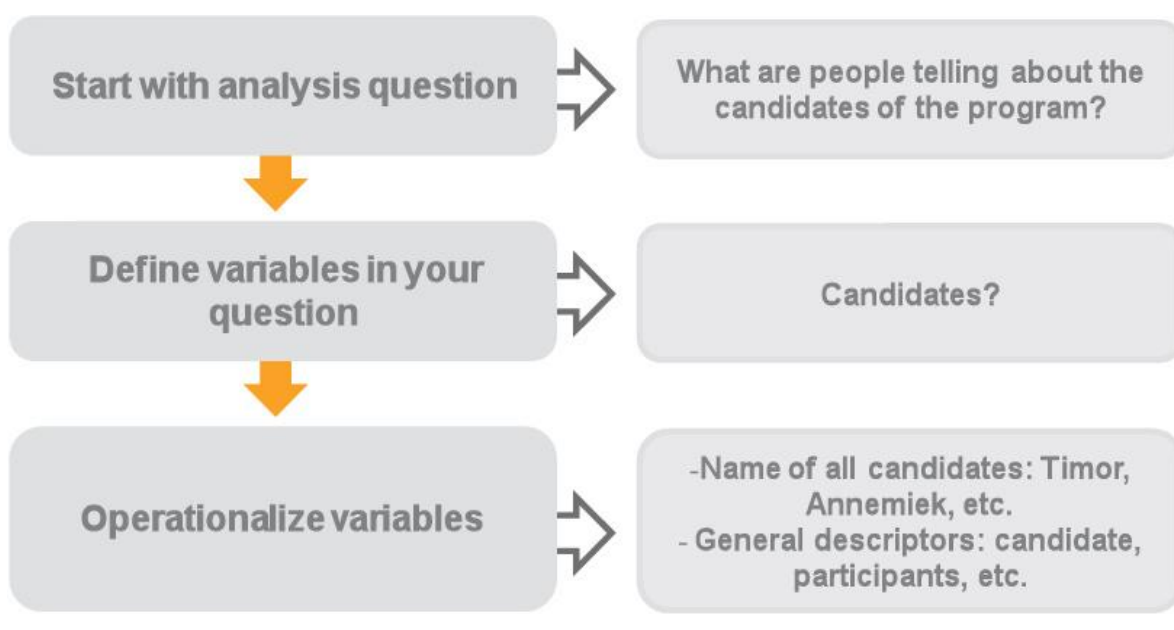 Start with analysis question
What are people telling about the
candidates of the program?
Define variables in your
question
Candidates?
Operationalize variables
-Name of all candidates: Timor,
Annemiek, etc.
- General descriptors: candidate,
participants, etc.